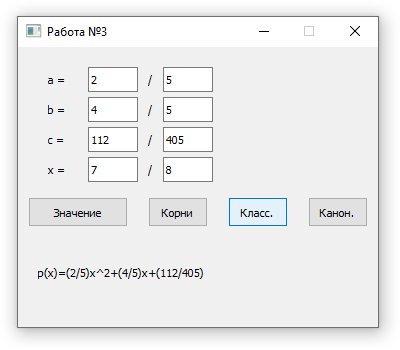 Работа №3
a = 2 / 5
b = 4 / 5
c = 112 / 405
x = 7 / 8
Значение Корни Класс. Канон.
p(x)=(2/5)x^2+(4/5)x+(112/405)